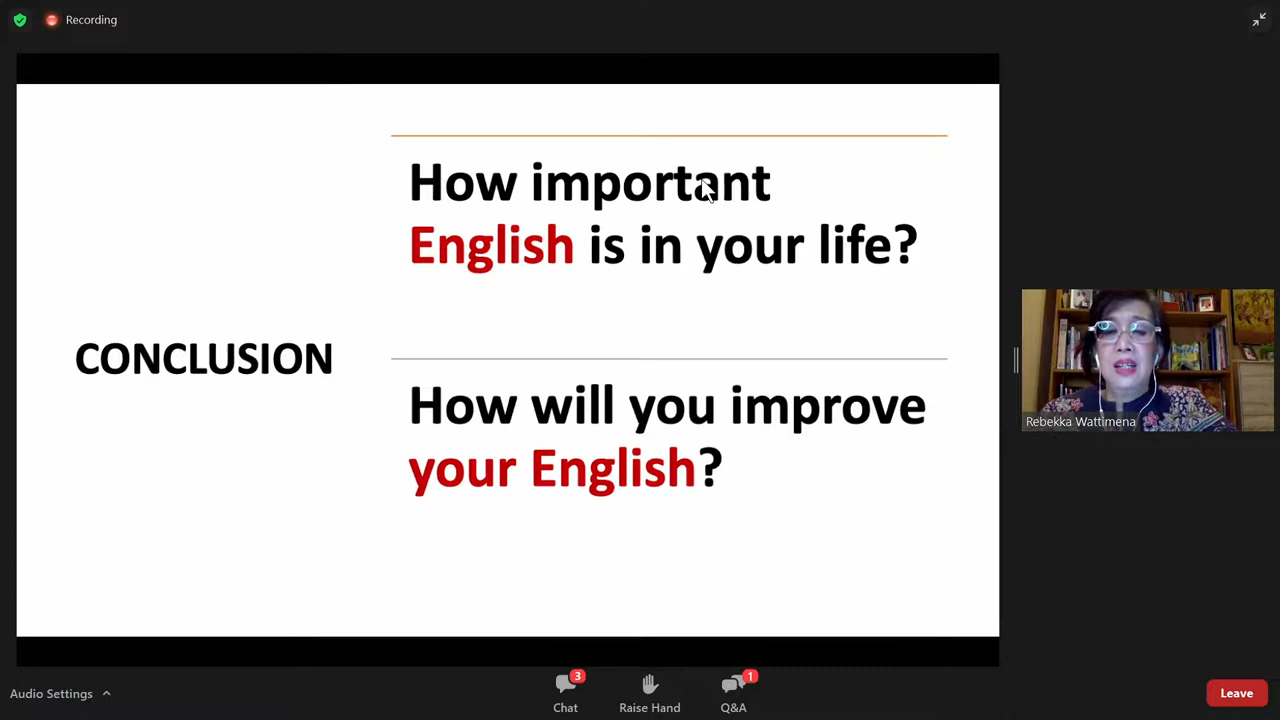 Recording
How important
English is in your life?
CONCLUSION
How will you improve
your English?
Rebekka Wattimena
Audio Settings
3
Chat
Raise Hand
1
Q&A
Leave